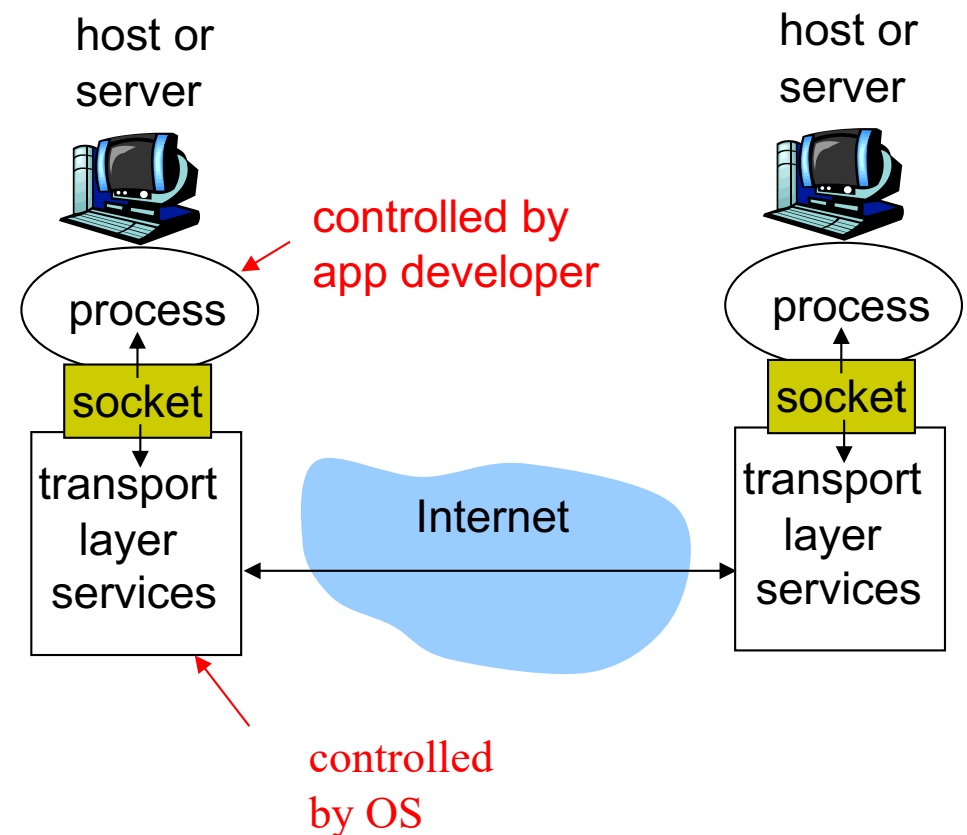 host or
server
host or
server
controlled by
app developer
process
process
socket
socket
transport
layer
services
Internet
transport
layer
services
controlled
by OS